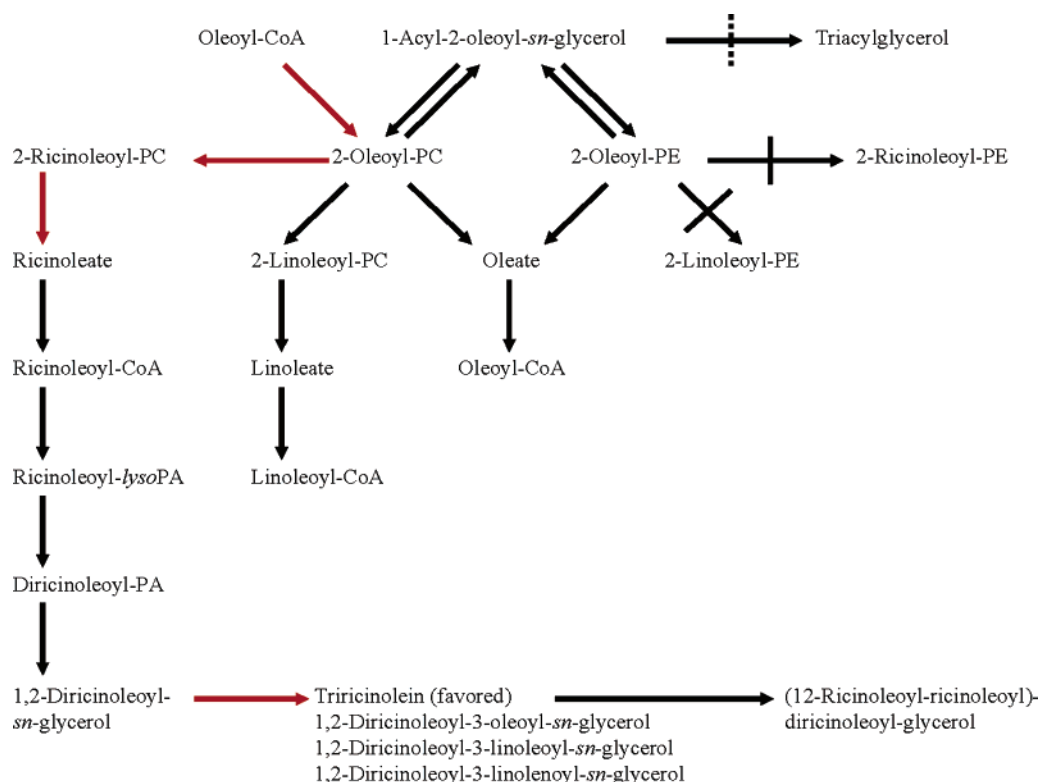 Oleoyl-CoA
1-Acyl-2-oleoyl-sn-glycerol
Triacylglycerol
2-Ricinoleoyl-PC
2-Oleoyl-PC
2-Oleoyl-PE
2-Ricinoleoyl-PE
Ricinoleate
2-Linoleoyl-PC
Oleate
2-Linoleoyl-PE
Ricinoleoyl-CoA
Linoleate
Oleoyl-CoA
Ricinoleoyl-lysoPA
Linoleoyl-CoA
Diricinoleoyl-PA
1,2-Diricinoleoyl-
sn-glycerol
Triricinolein (favored)
1,2-Diricinoleoyl-3-oleoyl-sn-glycerol
1,2-Diricinoleoyl-3-linoleoyl-sn-glycerol
1,2-Diricinoleoyl-3-linolenoyl-sn-glycerol
(12-Ricinoleoyl-ricinoleoyl)-
diricinoleoyl-glycerol